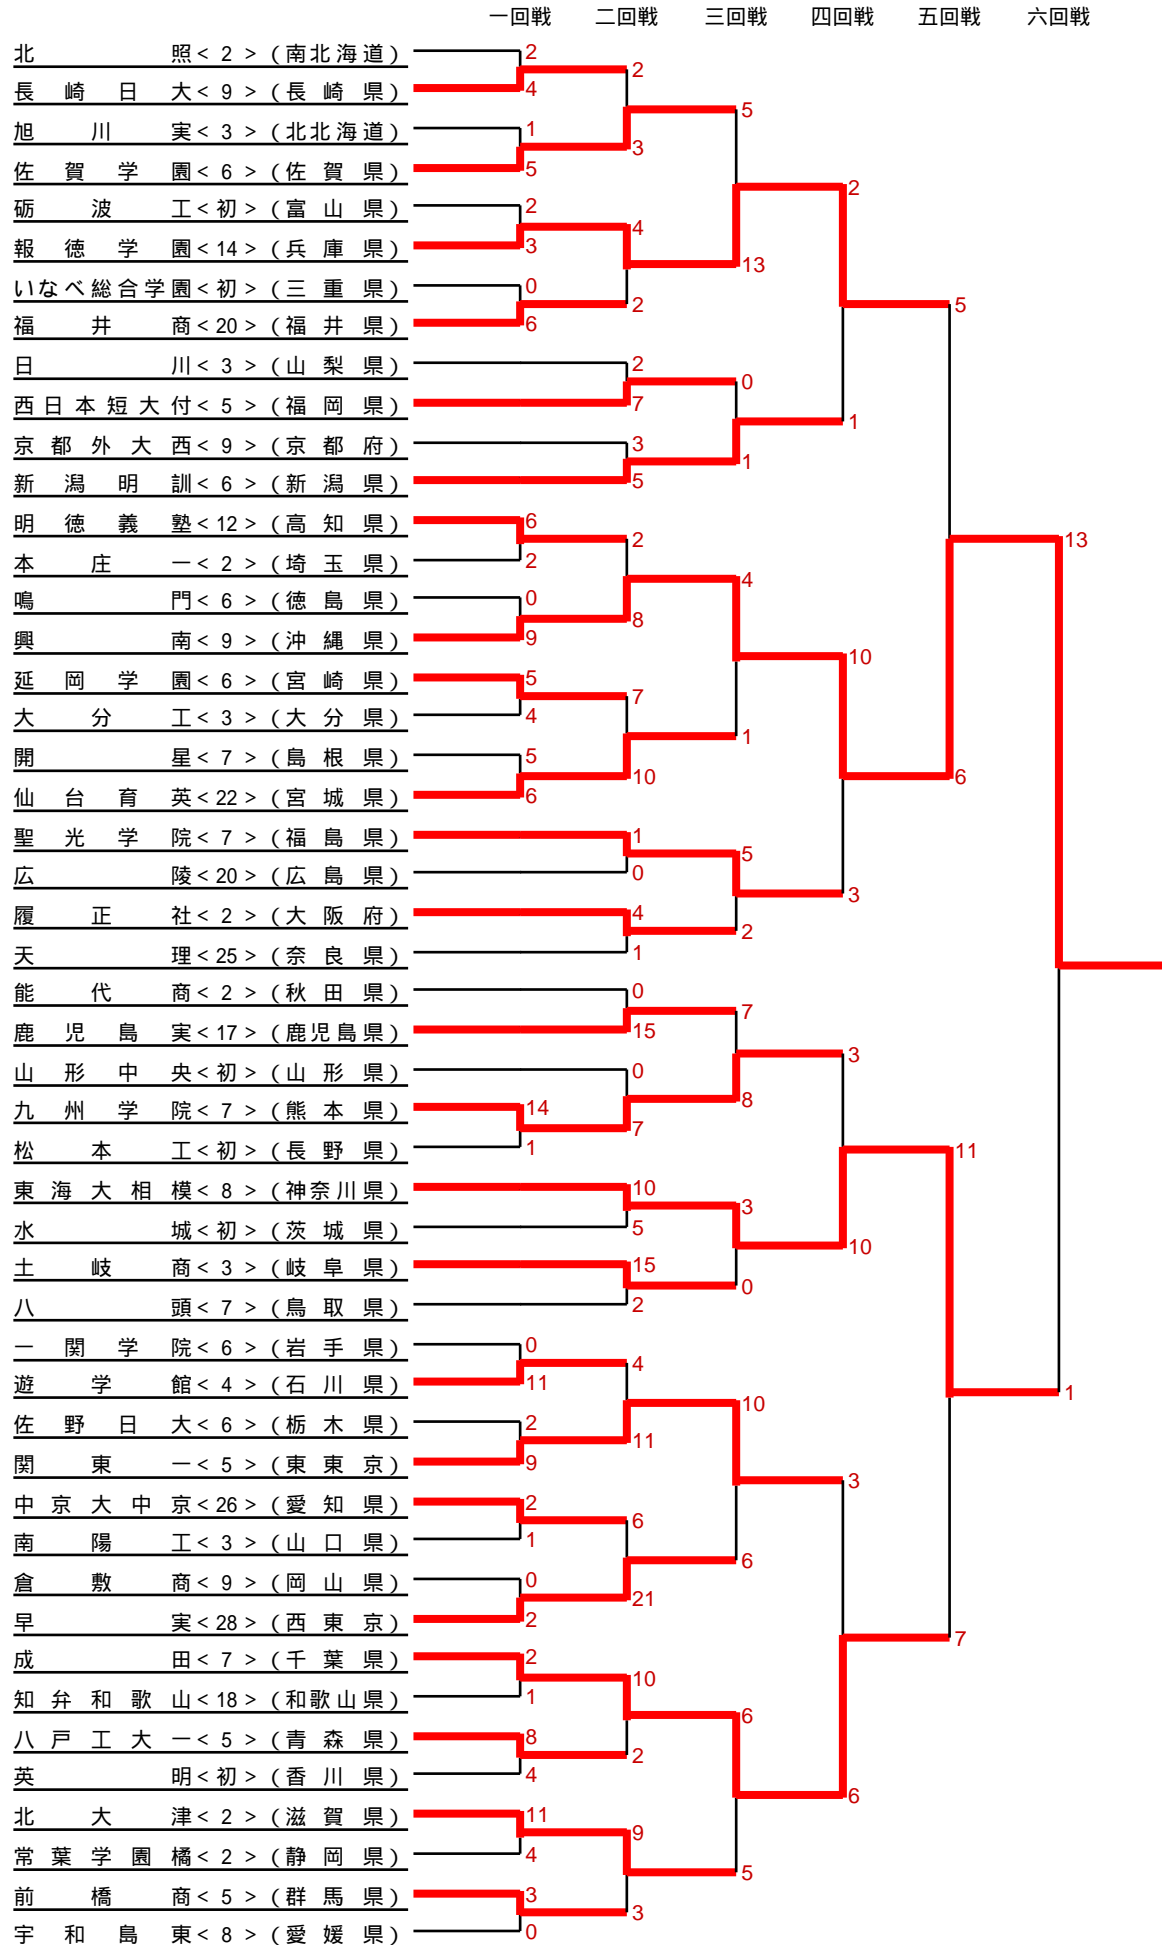 一回戦 二回戦 三回戦 四回戦 五回戦 六回戦
北照<2>(南北海道) 2
2
長崎日大<9>(長崎県) 4
5
旭川実<3>(北北海道) 1
3
佐賀学園<6>(佐賀県) 5
2
砺波工<初>(富山県) 2
4
報徳学園<14>(兵庫県) 3
13
いなべ総合学園<初>(三重県) 0
2 5
福井商<20>(福井県) 6
日川<3>(山梨県) 2
0
西日本短大付<5>(福岡県) 7
1
京都外大西<9>(京都府) 3
1
新潟明訓<6>(新潟県) 5
明徳義塾<12>(高知県) 6
2 13
本庄一<2>(埼玉県) 2
4
鳴門<6>(徳島県) 0
8
興南<9>(沖縄県) 9
10
延岡学園<6>(宮崎県) 5
7
大分工<3>(大分県) 4
1
開星<7>(島根県) 5
10 6
仙台育英<22>(宮城県) 6
聖光学院<7>(福島県) 1
5
広陵<20>(広島県) 0
3
履正社<2>(大阪府) 4
2
天理<25>(奈良県) 1
能代商<2>(秋田県) 0
7
鹿児島実<17>(鹿児島県) 15
3
山形中央<初>(山形県) 0
8
九州学院<7>(熊本県) 14
7
松本工<初>(長野県) 1
11
東海大相模<8>(神奈川県) 10
3
水城<初>(茨城県) 5
10
土岐商<3>(岐阜県) 15
0
八頭<7>(鳥取県) 2
一関学院<6>(岩手県) 0
4
遊学館<4>(石川県) 11
1
10
佐野日大<6>(栃木県) 2
11
関東一<5>(東東京) 9
3
中京大中京<26>(愛知県) 2
6
南陽工<3>(山口県) 1
6
倉敷商<9>(岡山県) 0
21
早実<28>(西東京) 2
7
成田<7>(千葉県) 2
10
知弁和歌山<18>(和歌山県) 1
6
八戸工大一<5>(青森県) 8
2
英明<初>(香川県) 4
6
北大津<2>(滋賀県) 11
9
常葉学園橘<2>(静岡県) 4
5
前橋商<5>(群馬県) 3
3
宇和島東<8>(愛媛県) 0